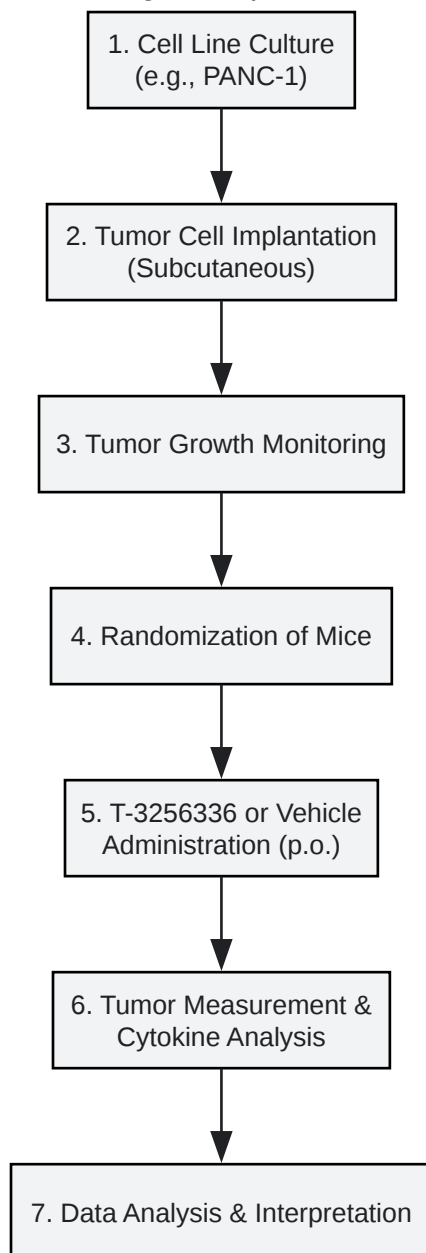 1. Cell Line Culture
(e.g., PANC-1)
2. Tumor Cell Implantation
(Subcutaneous)
3. Tumor Growth Monitoring
4. Randomization of Mice
5. T-3256336 or Vehicle
Administration (p.o.)
6. Tumor Measurement &
Cytokine Analysis
7. Data Analysis & Interpretation